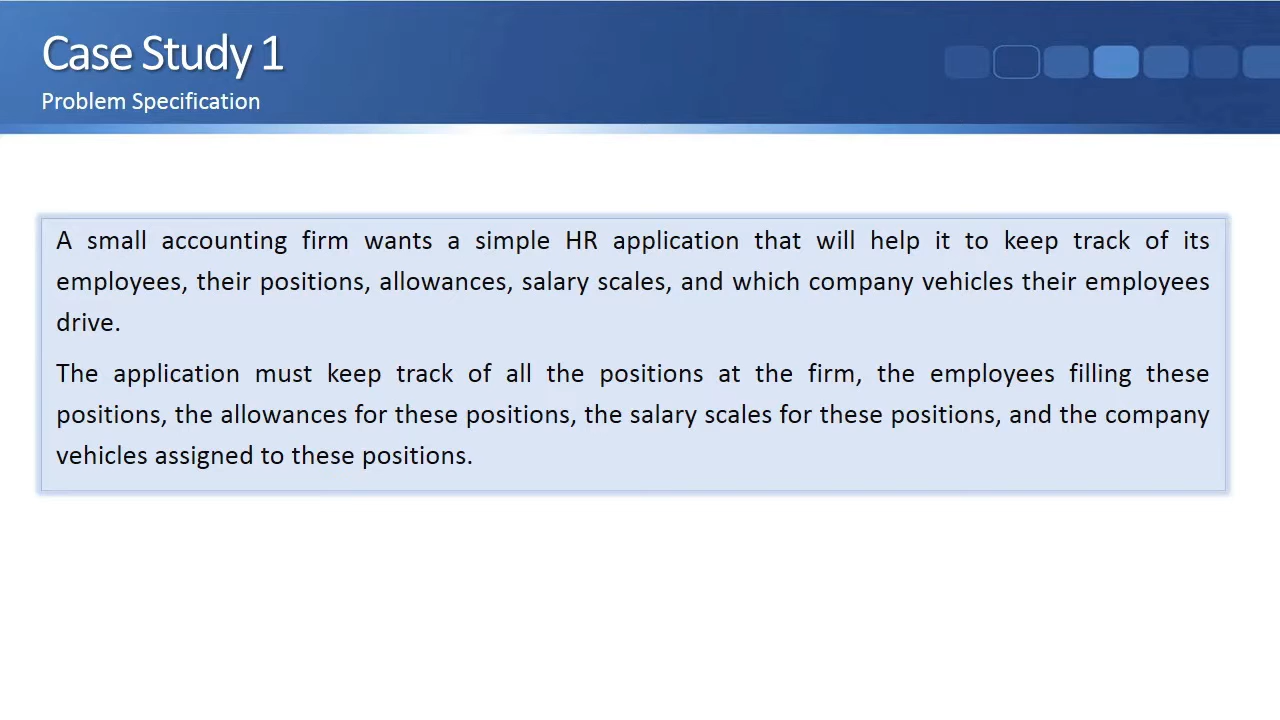 Case Study 1
Problem Specification
A small accounting firm wants a simple HR application that will help it to keep track of its
employees, their positions, allowances, salary scales, and which company vehicles their employees
drive.
The application must keep track of all the positions at the firm, the employees filling these
positions, the allowances for these positions, the salary scales for these positions, and the company
vehicles assigned to these positions.